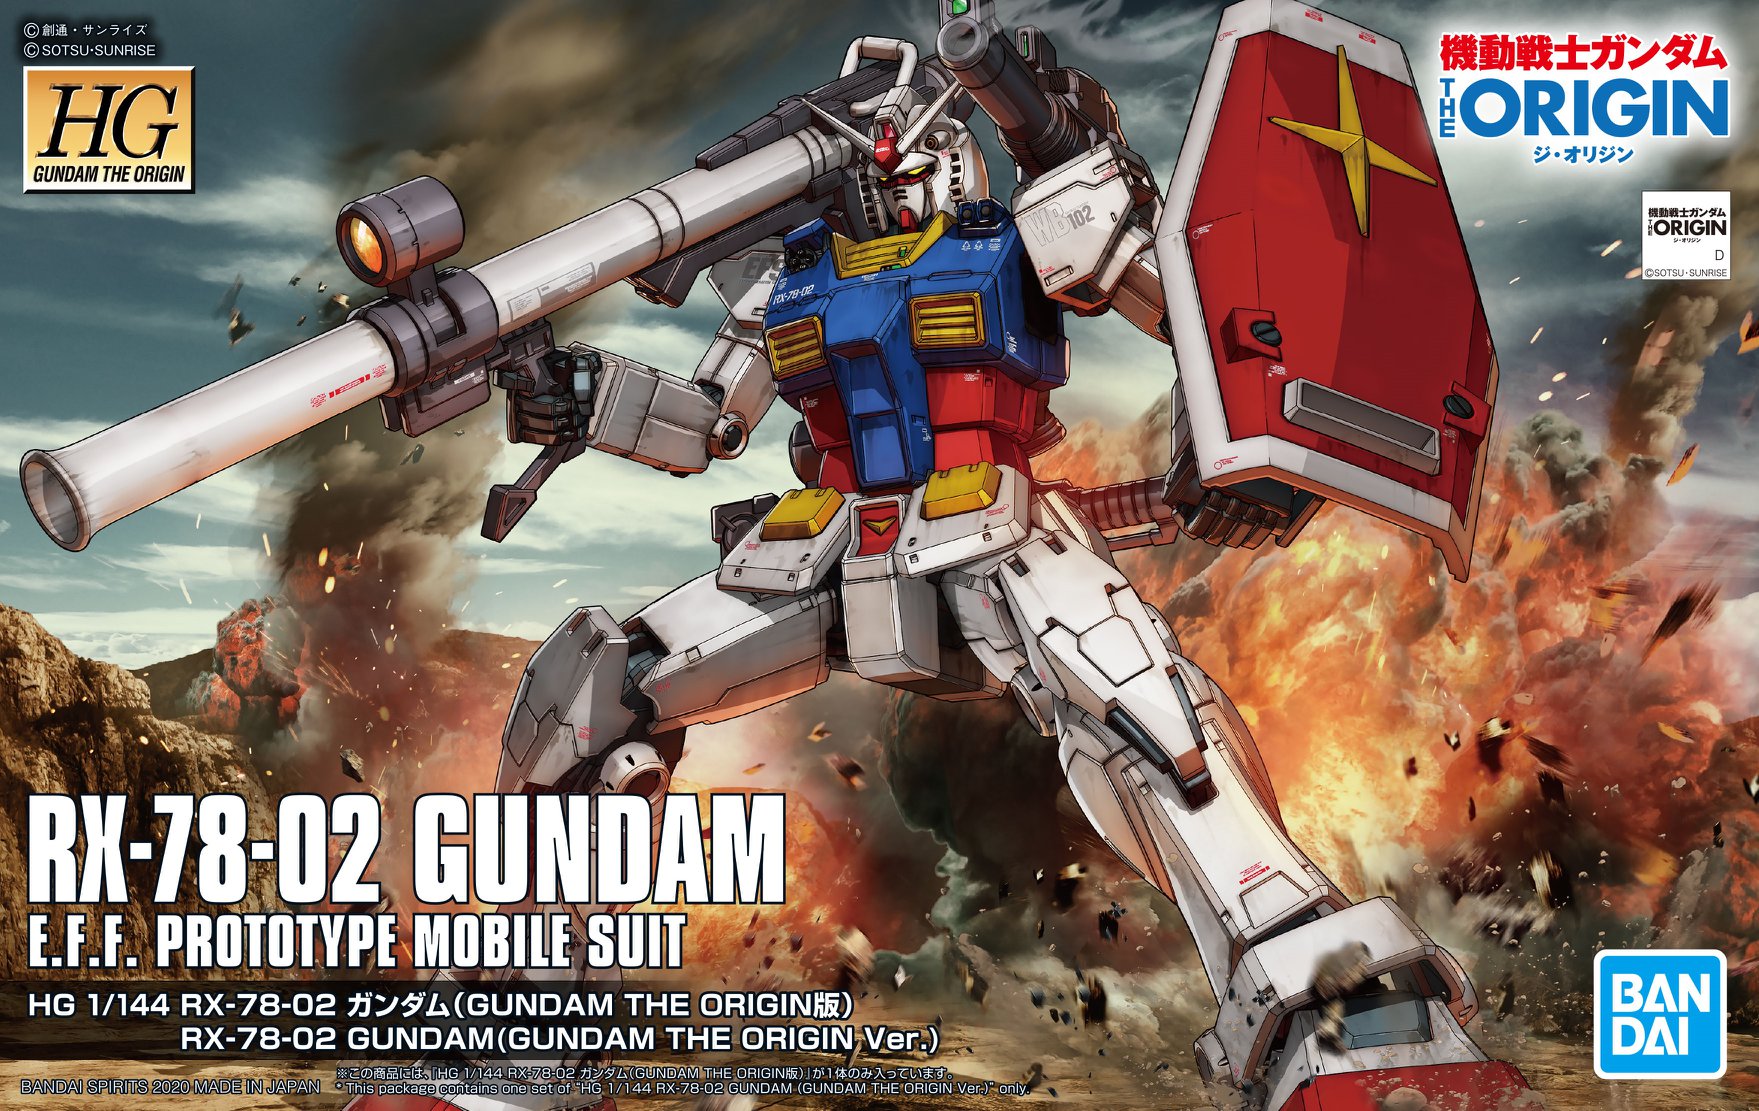 ©創通・サンライズ
©SOTSU・SUNRISE
HG
GUNDAM THE ORIGIN
機動戦士ガンダム
THE ORIGIN
ジ・オリジン
機動戦士ガンダム
THE ORIGIN
ジ・オリジン
D
©SOTSU・SUNRISE
WB
102
EFS
RX-78-02
RX-78-02 GUNDAM
E.F.F. PROTOTYPE MOBILE SUIT
HG 1/144 RX-78-02 ガンダム(GUNDAM THE ORIGIN版)
RX-78-02 GUNDAM(GUNDAM THE ORIGIN Ver.)
※この商品には、『HG 1/144 RX-78-02 ガンダム(GUNDAM THE ORIGIN版)』が1体のみ入っています。
BANDAI SPIRITS 2020 MADE IN JAPAN
* This package contains one set of "HG 1/144 RX-78-02 GUNDAM (GUNDAM THE ORIGIN Ver.)" only.
BAN
DAI